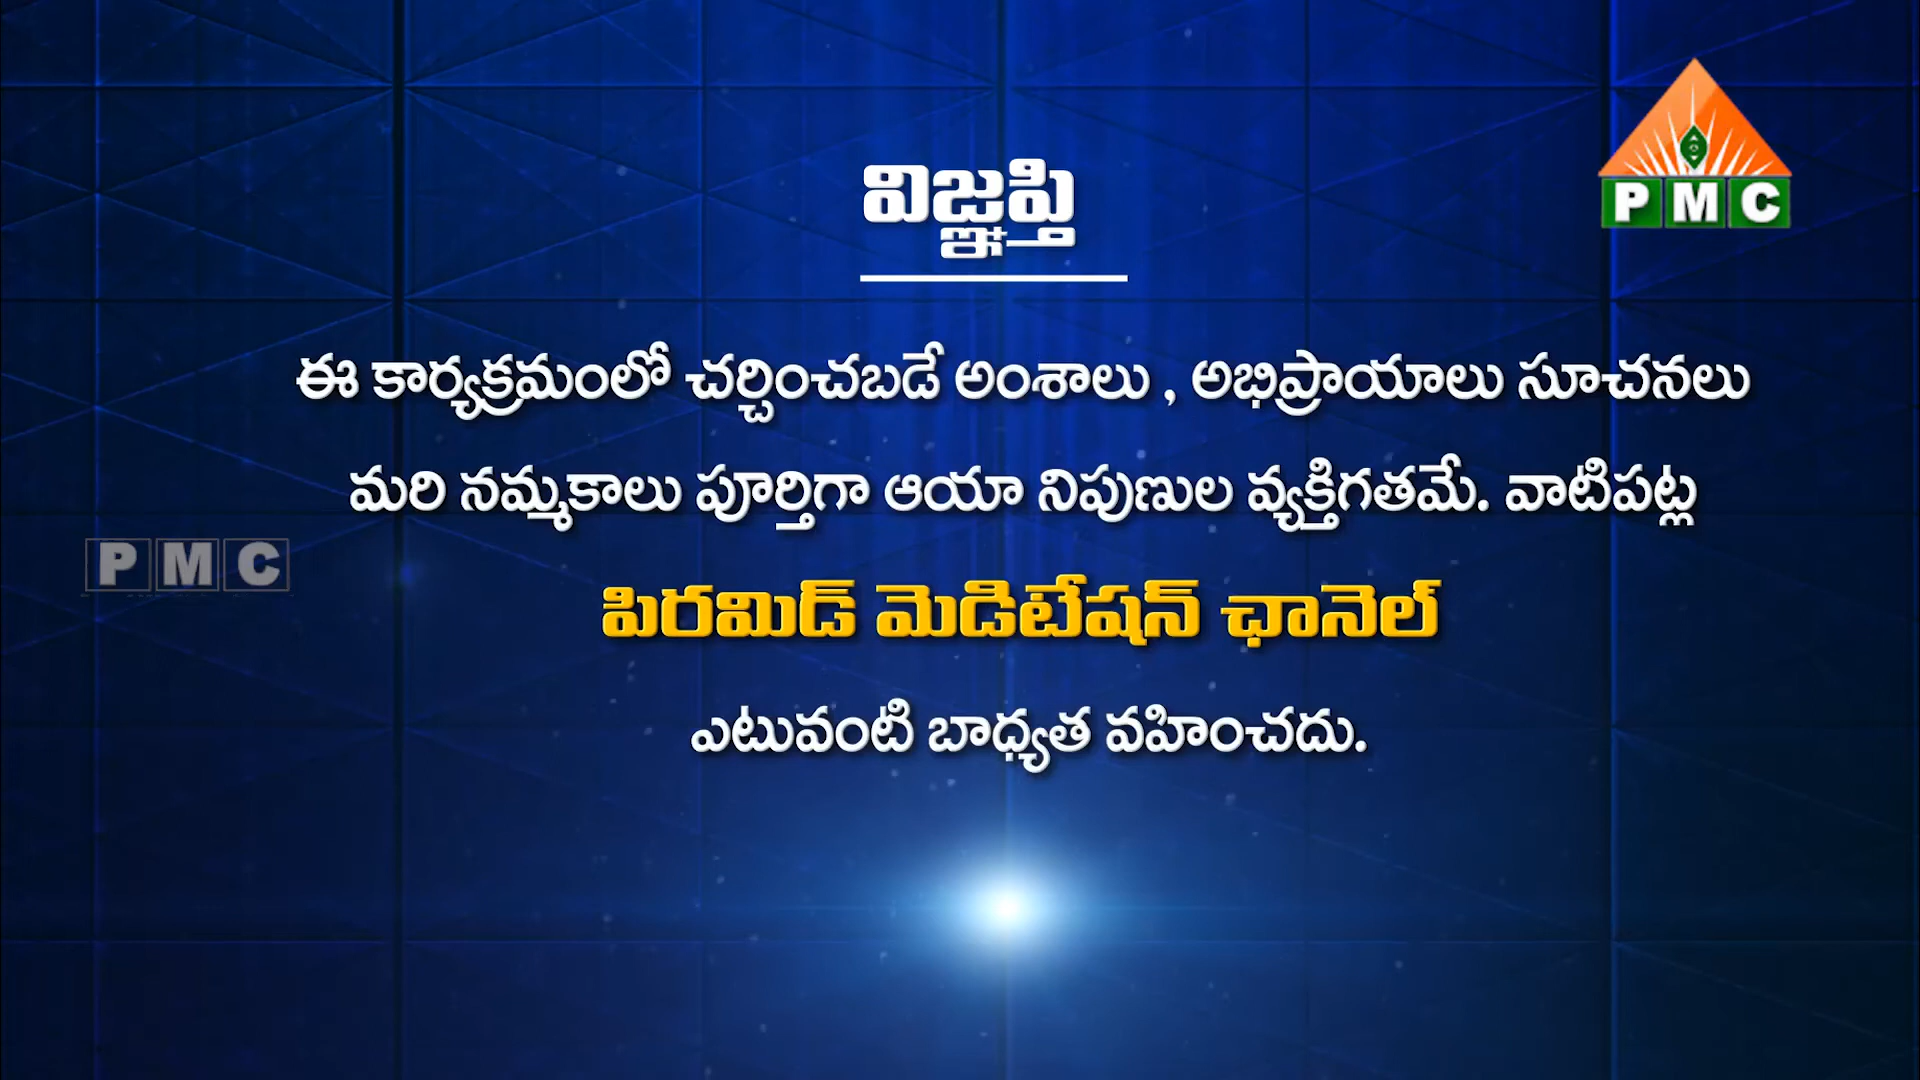 PMC
విజ్ఞప్తి
ఈ కార్యక్రమంలో చర్చించబడే అంశాలు , అభిప్రాయాలు సూచనలు
మరి నమ్మకాలు పూర్తిగా ఆయా నిపుణుల వ్యక్తిగతమే. వాటిపట్ల
PMC
పిరమిడ్ మెడిటేషన్ ఛానెల్
ఎటువంటి బాధ్యత వహించదు.